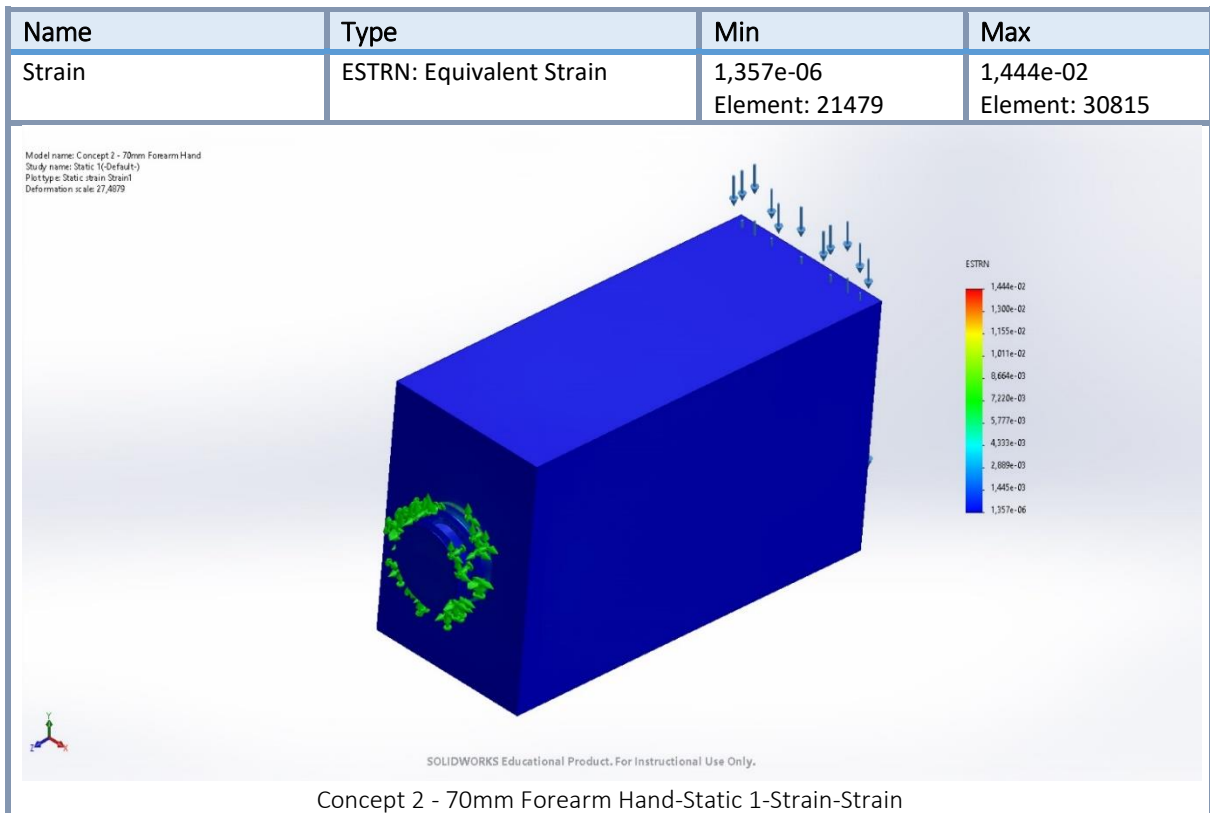 Name Type Min Max
Strain ESTRN: Equivalent Strain 1,357e-06 1,444e-02
Element: 21479 Element: 30815
Model name: Concept 2 - 70mm Forearm Hand
Study name: Static 1(-Default-)
Plot type: Static strain Strain1
Deformation scale: 27,4879
ESTRN
1,444e-02
1,300e-02
1,155e-02
1,011e-02
8,664e-03
7,220e-03
5,777e-03
4,333e-03
2,889e-03
1,445e-03
1,357e-06
Y
Z X
SOLIDWORKS Educational Product. For Instructional Use Only.
Concept 2 - 70mm Forearm Hand-Static 1-Strain-Strain